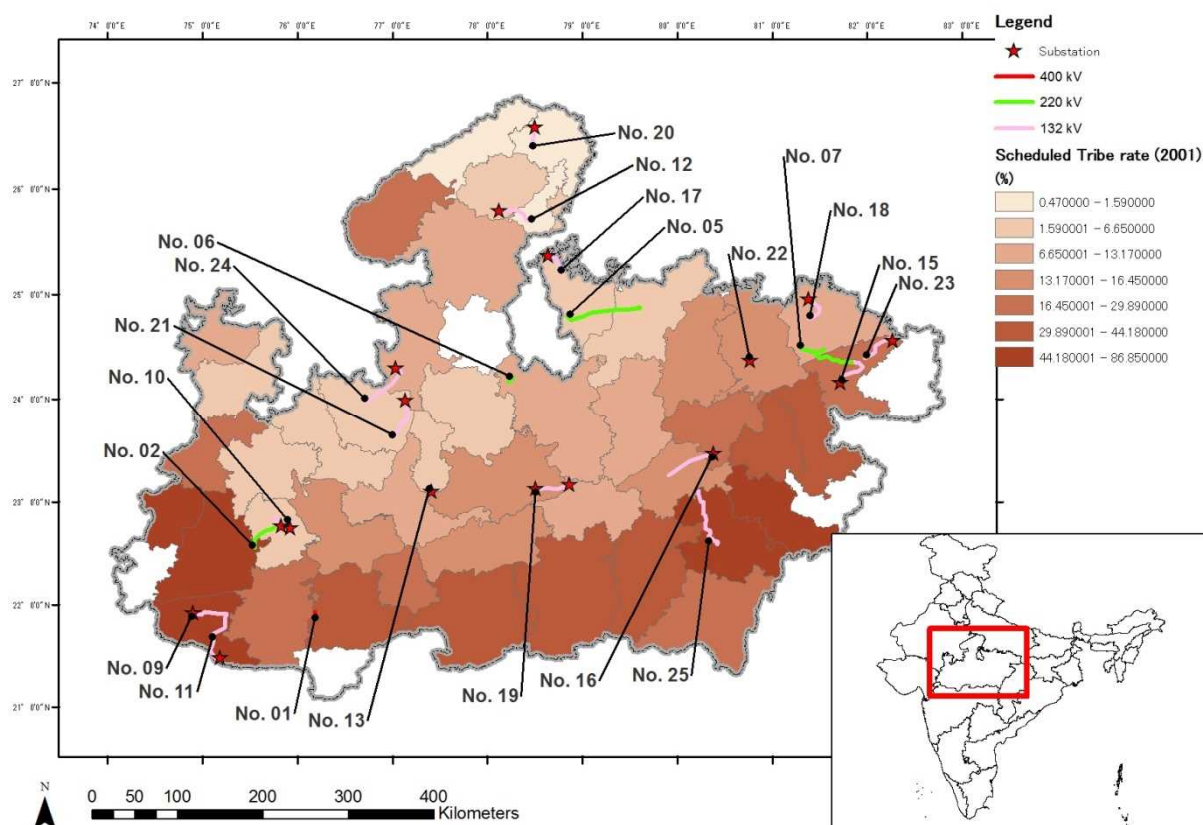 74° 0'0"E 75° 0'0"E 76° 0'0"E 77° 0'0"E 78° 0'0"E 79° 0'0"E 80° 0'0"E 81° 0'0"E 82° 0'0"E 83° 0'0"E
27° 0'0"N
26° 0'0"N
25° 0'0"N
24° 0'0"N
23° 0'0"N
22° 0'0"N
21° 0'0"N
Legend
Substation
400 kV
220 kV
132 kV
Scheduled Tribe rate (2001)
(%)
0.470000 - 1.590000
1.590001 - 6.650000
6.650001 - 13.170000
13.170001 - 16.450000
16.450001 - 29.890000
29.890001 - 44.180000
44.180001 - 86.850000
No. 20
No. 12
No. 17
No. 05
No. 07
No. 18
No. 22
No. 15
No. 23
No. 06
No. 24
No. 21
No. 10
No. 02
No. 09
No. 11
No. 01
No. 13
No. 19
No. 16
No. 25
N
0 50 100 200 300 400
Kilometers